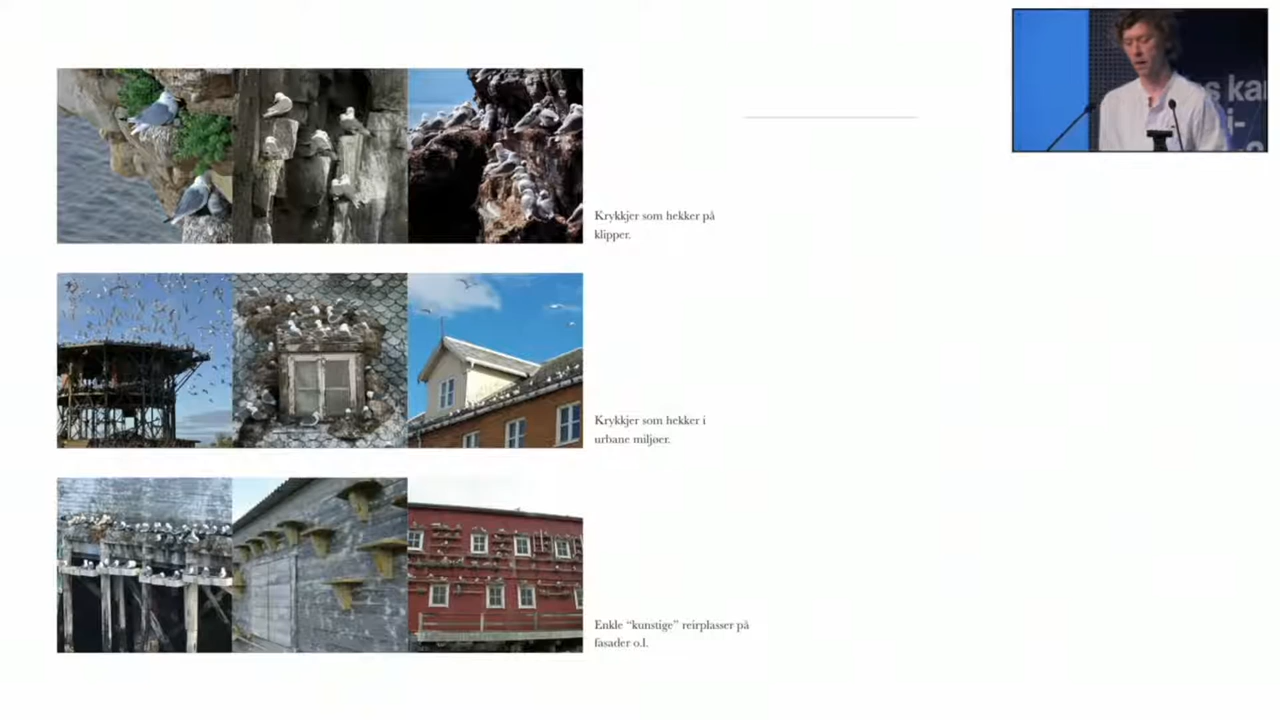 Krykkjer som hekker på
klipper.
Krykkjer som hekker i
urbane miljøer.
Enkle “kunstige” reirplasser på
fasader o.l.